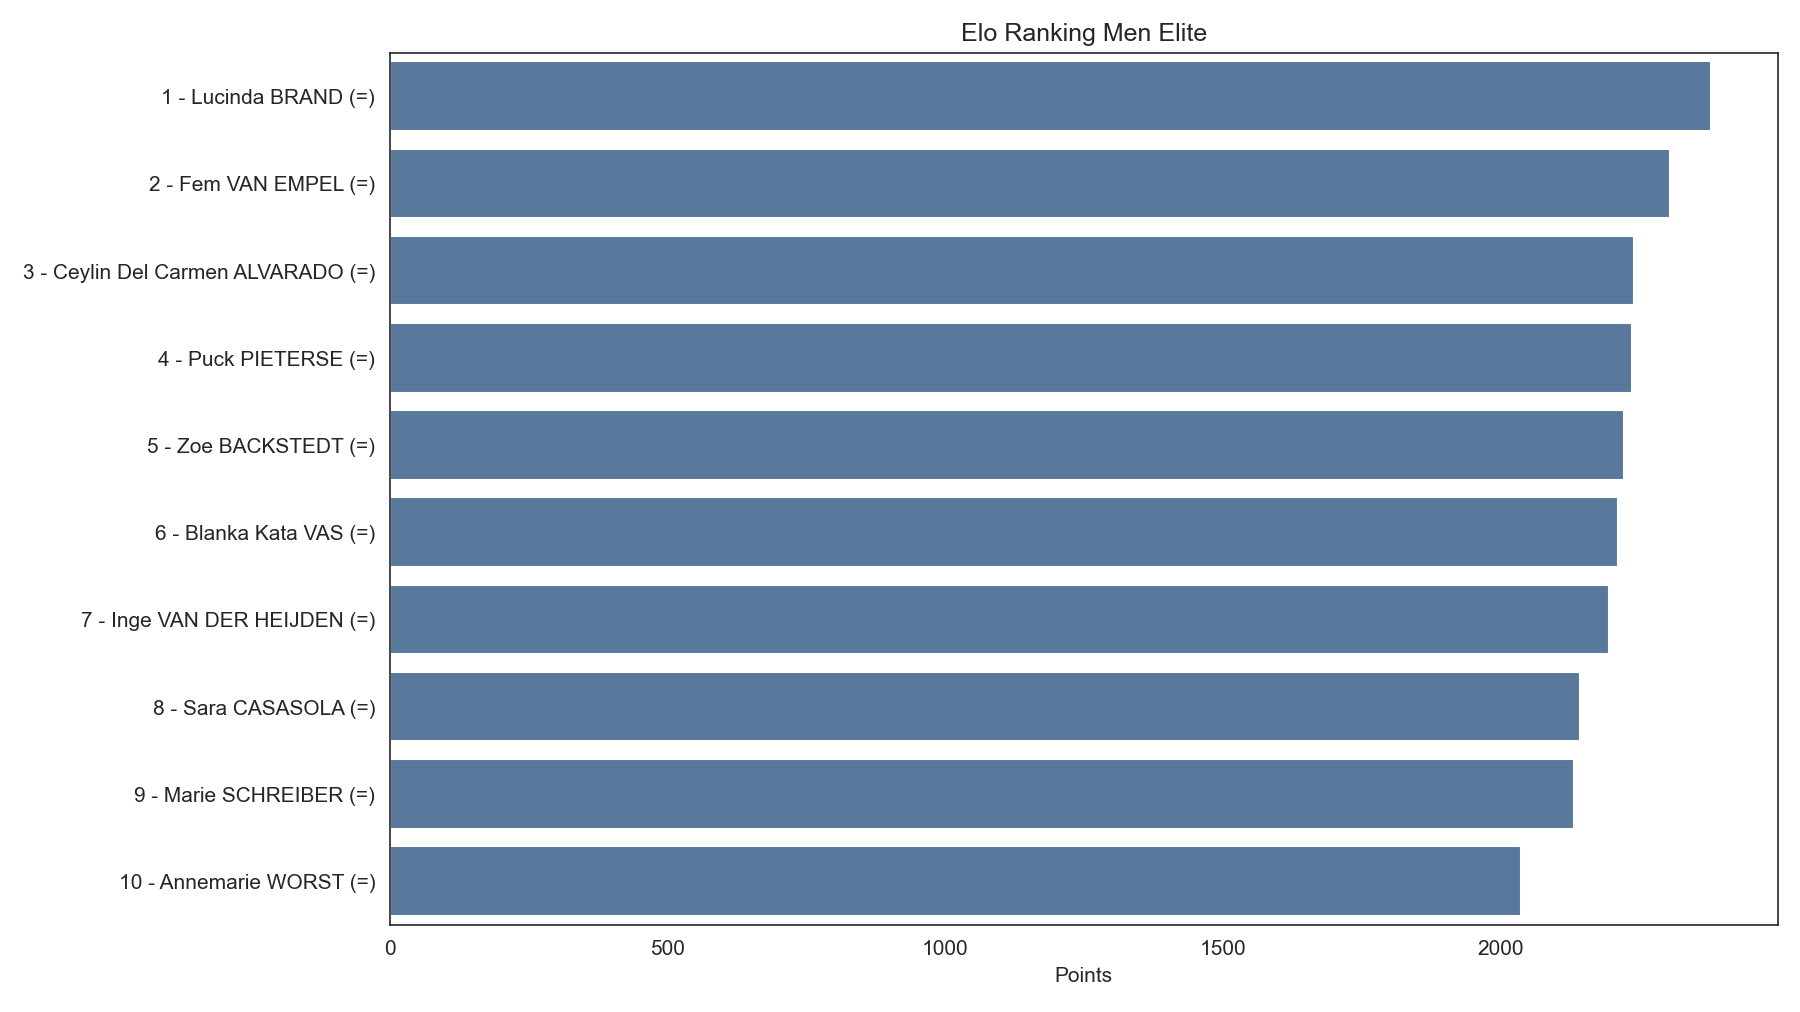 Elo Ranking Men Elite
1 - Lucinda BRAND (=)
2 - Fem VAN EMPEL (=)
3 - Ceylin Del Carmen ALVARADO (=)
4 - Puck PIETERSE (=)
5 - Zoe BACKSTEDT (=)
6 - Blanka Kata VAS (=)
7 - Inge VAN DER HEIJDEN (=)
8 - Sara CASASOLA (=)
9 - Marie SCHREIBER (=)
10 - Annemarie WORST (=)
0 500 1000 1500 2000
Points